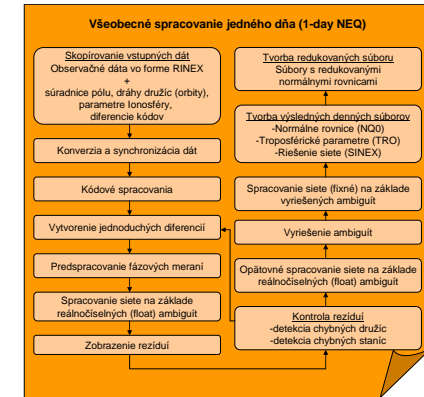 Všeobecné spracovanie jedného dňa (1-day NEQ)
Skopírovanie vstupných dát
Observačné dáta vo forme RINEX
+
súradnice pólu, dráhy družíc (orbity),
parametre Ionosféry,
diferencie kódov
Konverzia a synchronizácia dát
Kódové spracovania
Vytvorenie jednoduchých diferencií
Predspracovanie fázových meraní
Spracovanie siete na základe
reálnočíselných (float) ambiguít
Zobrazenie rezíduí
Tvorba redukovaných súboru
Súbory s redukovanými
normálnymi rovnicami
Tvorba výsledných denných súborov
-Normálne rovnice (NQ0)
-Troposférické parametre (TRO)
-Riešenie siete (SINEX)
Spracovanie siete (fixné) na základe
vyriešených ambiguít
Vyriešenie ambiguít
Opätovné spracovanie siete na základe
reálnočíselných (float) ambiguít
Kontrola rezíduí
-detekcia chybných družíc
-detekcia chybných staníc